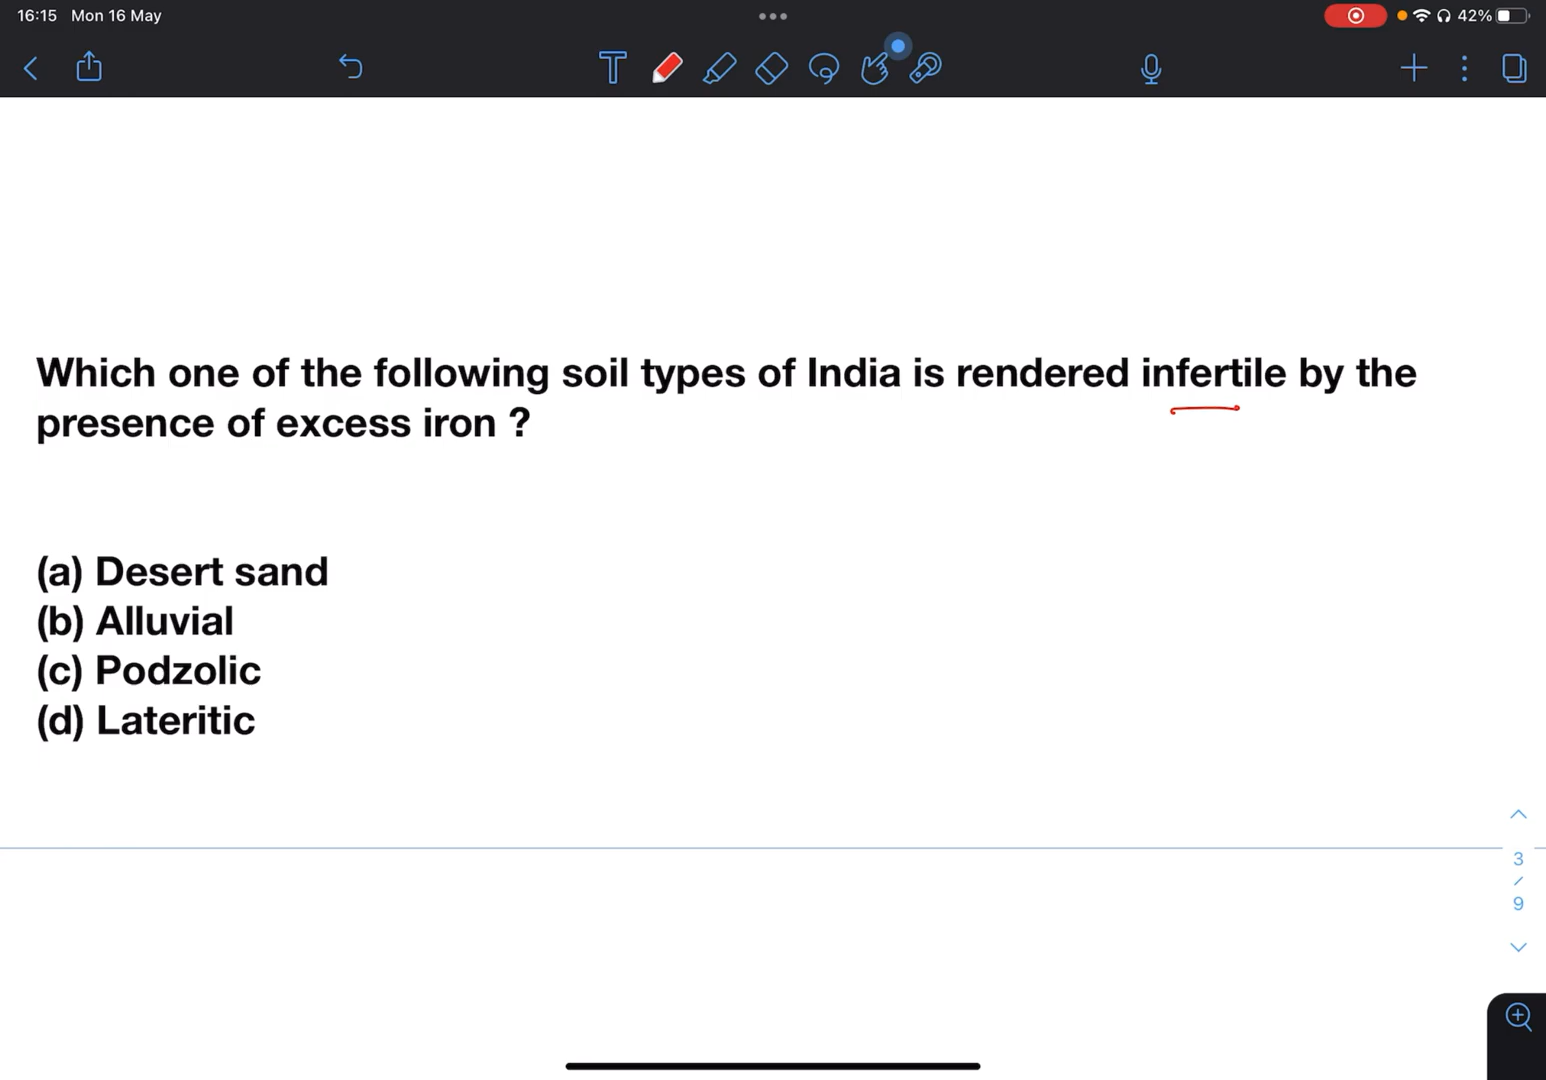 16:15 Mon 16 May
42%
Which one of the following soil types of India is rendered infertile by the
presence of excess iron ?
(a) Desert sand
(b) Alluvial
(c) Podzolic
(d) Lateritic
3
/
9